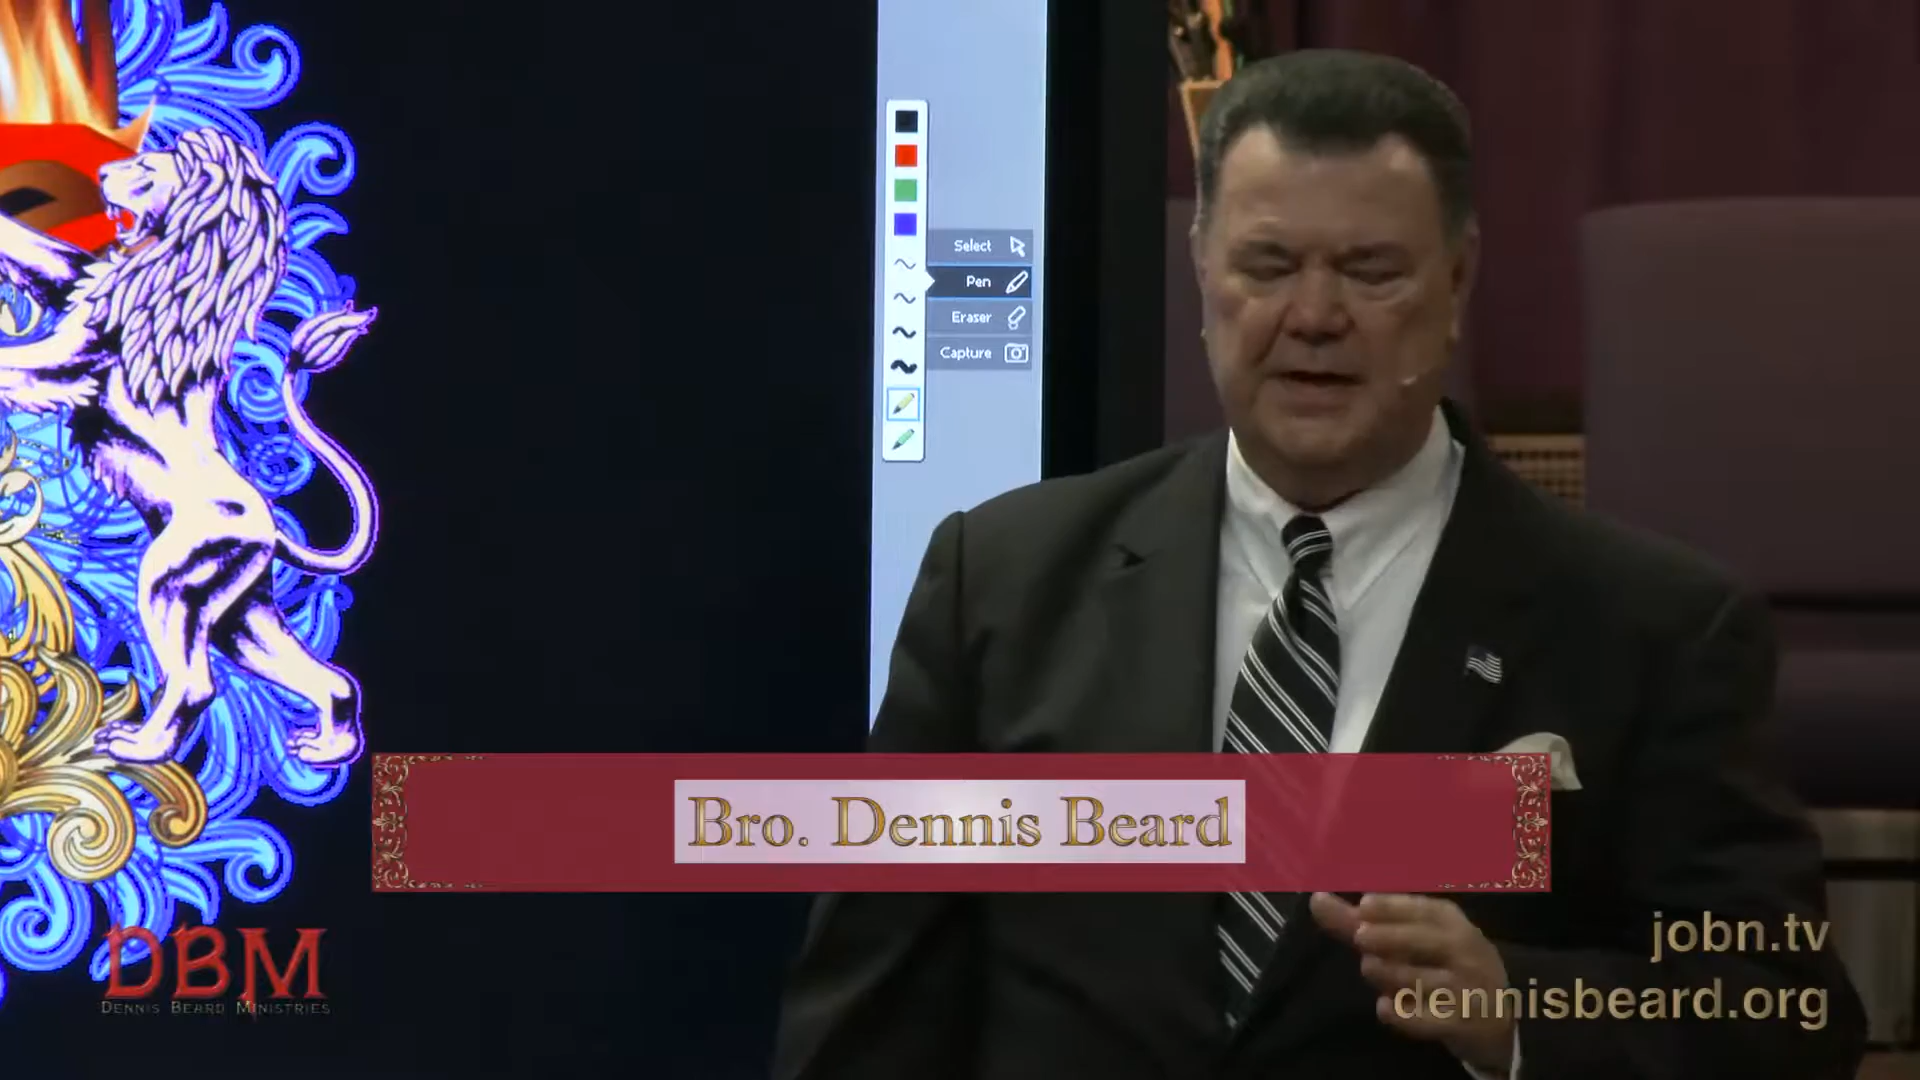 Select
Pen
Eraser
Capture
Bro. Dennis Beard
DBM
Dennis Beard Ministries
jobn.tv
dennisbeard.org